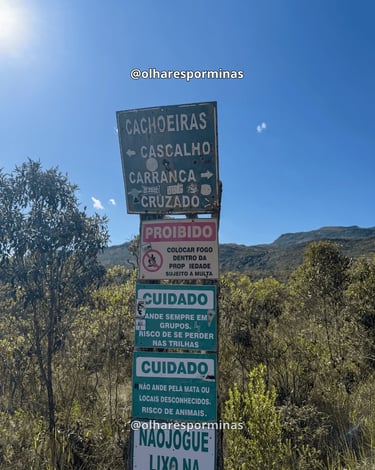 @olharesporminas
CACHOEIRAS
← CASCALHO
CARRANCA →
CRUZADO
PROIBIDO
COLOCAR FOGO
DENTRO DA
PROP IEDADE
SUJEITO A MULTA
CUIDADO
ANDE SEMPRE EM
GRUPOS.
RISCO DE SE PERDER
NAS TRILHAS
CUIDADO
NÃO ANDE PELA MATA OU
LOCAIS DESCONHECIDOS.
RISCO DE ANIMAIS.
@olharesporminas
NÃOJOGUE
LIXO NA